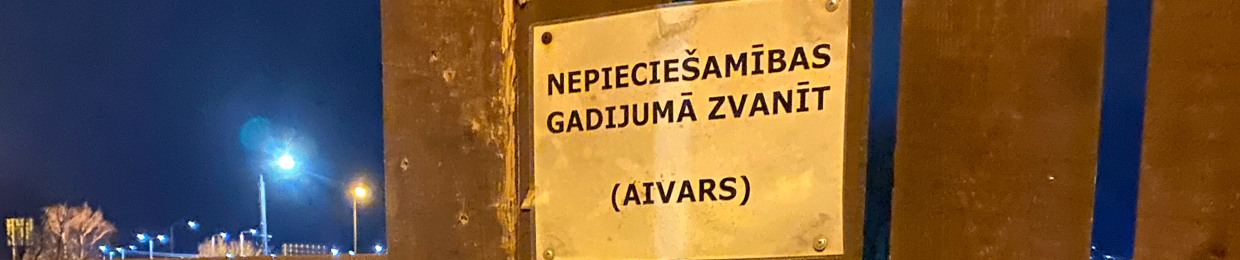 NEPIECIEŠAMĪBAS
GADIJUMĀ ZVANĪT
(AIVARS)